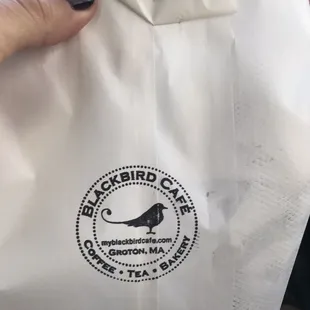 BLACKBIRD CAFÉ
myblackbirdcafe.com
GROTON, MA
COFFEE • TEA • BAKERY